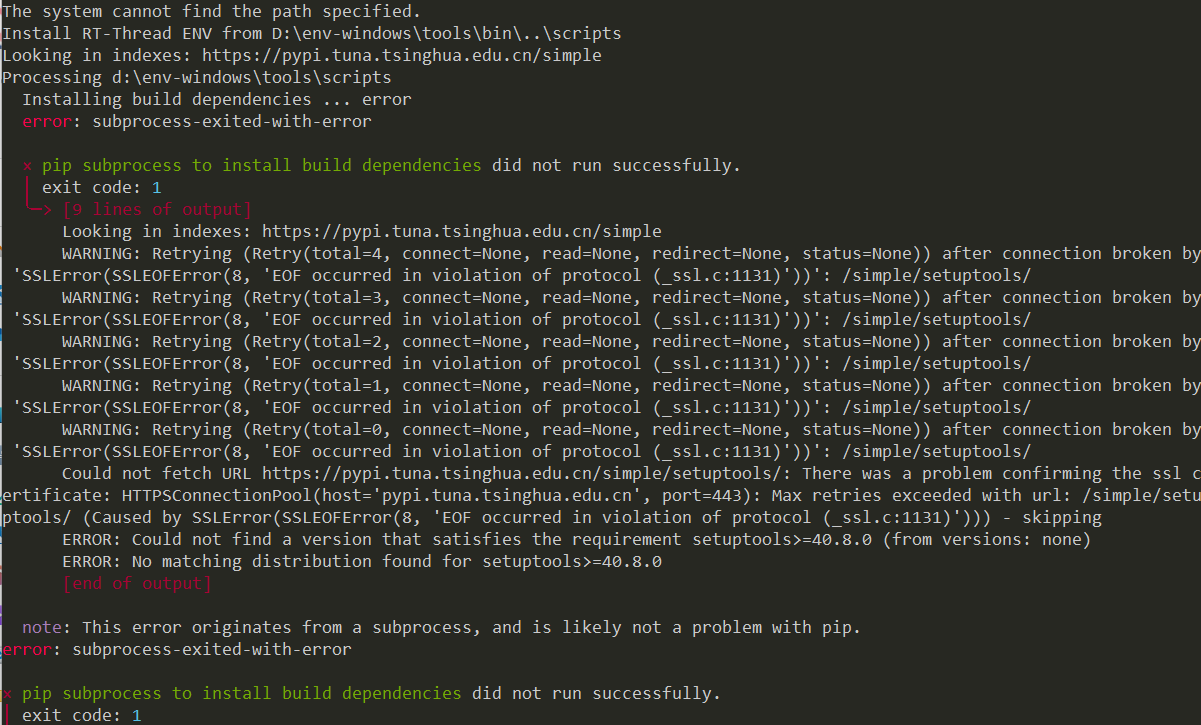 The system cannot find the path specified.
Install RT-Thread ENV from D:\env-windows\tools\bin\..\scripts
Looking in indexes: https://pypi.tuna.tsinghua.edu.cn/simple
Processing d:\env-windows\tools\scripts
Installing build dependencies ... error
error: subprocess-exited-with-error
× pip subprocess to install build dependencies did not run successfully.
│ exit code: 1
╰─> [9 lines of output]
Looking in indexes: https://pypi.tuna.tsinghua.edu.cn/simple
WARNING: Retrying (Retry(total=4, connect=None, read=None, redirect=None, status=None)) after connection broken by
'SSLError(SSLEOFError(8, 'EOF occurred in violation of protocol (_ssl.c:1131)'))': /simple/setuptools/
WARNING: Retrying (Retry(total=3, connect=None, read=None, redirect=None, status=None)) after connection broken by
'SSLError(SSLEOFError(8, 'EOF occurred in violation of protocol (_ssl.c:1131)'))': /simple/setuptools/
WARNING: Retrying (Retry(total=2, connect=None, read=None, redirect=None, status=None)) after connection broken by
'SSLError(SSLEOFError(8, 'EOF occurred in violation of protocol (_ssl.c:1131)'))': /simple/setuptools/
WARNING: Retrying (Retry(total=1, connect=None, read=None, redirect=None, status=None)) after connection broken by
'SSLError(SSLEOFError(8, 'EOF occurred in violation of protocol (_ssl.c:1131)'))': /simple/setuptools/
WARNING: Retrying (Retry(total=0, connect=None, read=None, redirect=None, status=None)) after connection broken by
'SSLError(SSLEOFError(8, 'EOF occurred in violation of protocol (_ssl.c:1131)'))': /simple/setuptools/
Could not fetch URL https://pypi.tuna.tsinghua.edu.cn/simple/setuptools/: There was a problem confirming the ssl c
ertificate: HTTPSConnectionPool(host='pypi.tuna.tsinghua.edu.cn', port=443): Max retries exceeded with url: /simple/setu
ptools/ (Caused by SSLError(SSLEOFError(8, 'EOF occurred in violation of protocol (_ssl.c:1131)'))) - skipping
ERROR: Could not find a version that satisfies the requirement setuptools>=40.8.0 (from versions: none)
ERROR: No matching distribution found for setuptools>=40.8.0
[end of output]
note: This error originates from a subprocess, and is likely not a problem with pip.
error: subprocess-exited-with-error
× pip subprocess to install build dependencies did not run successfully.
│ exit code: 1